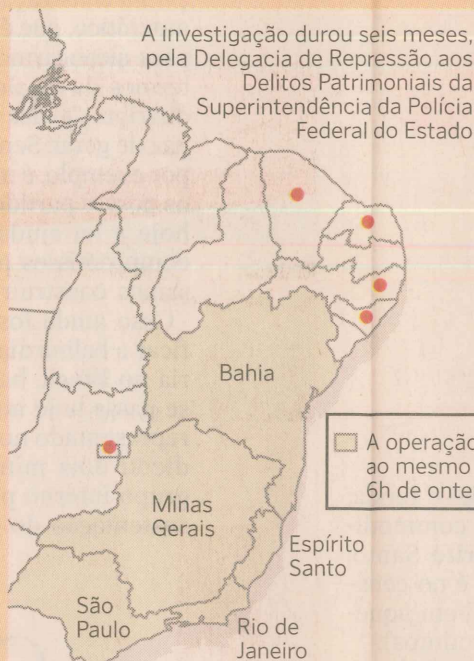 A investigação durou seis meses,
pela Delegacia de Repressão aos
Delitos Patrimoniais da
Superintendência da Polícia
Federal do Estado
Bahia
A operação
ao mesmo
6h de onte
Minas
Gerais
Espírito
Santo
São
Paulo
Rio de
Janeiro